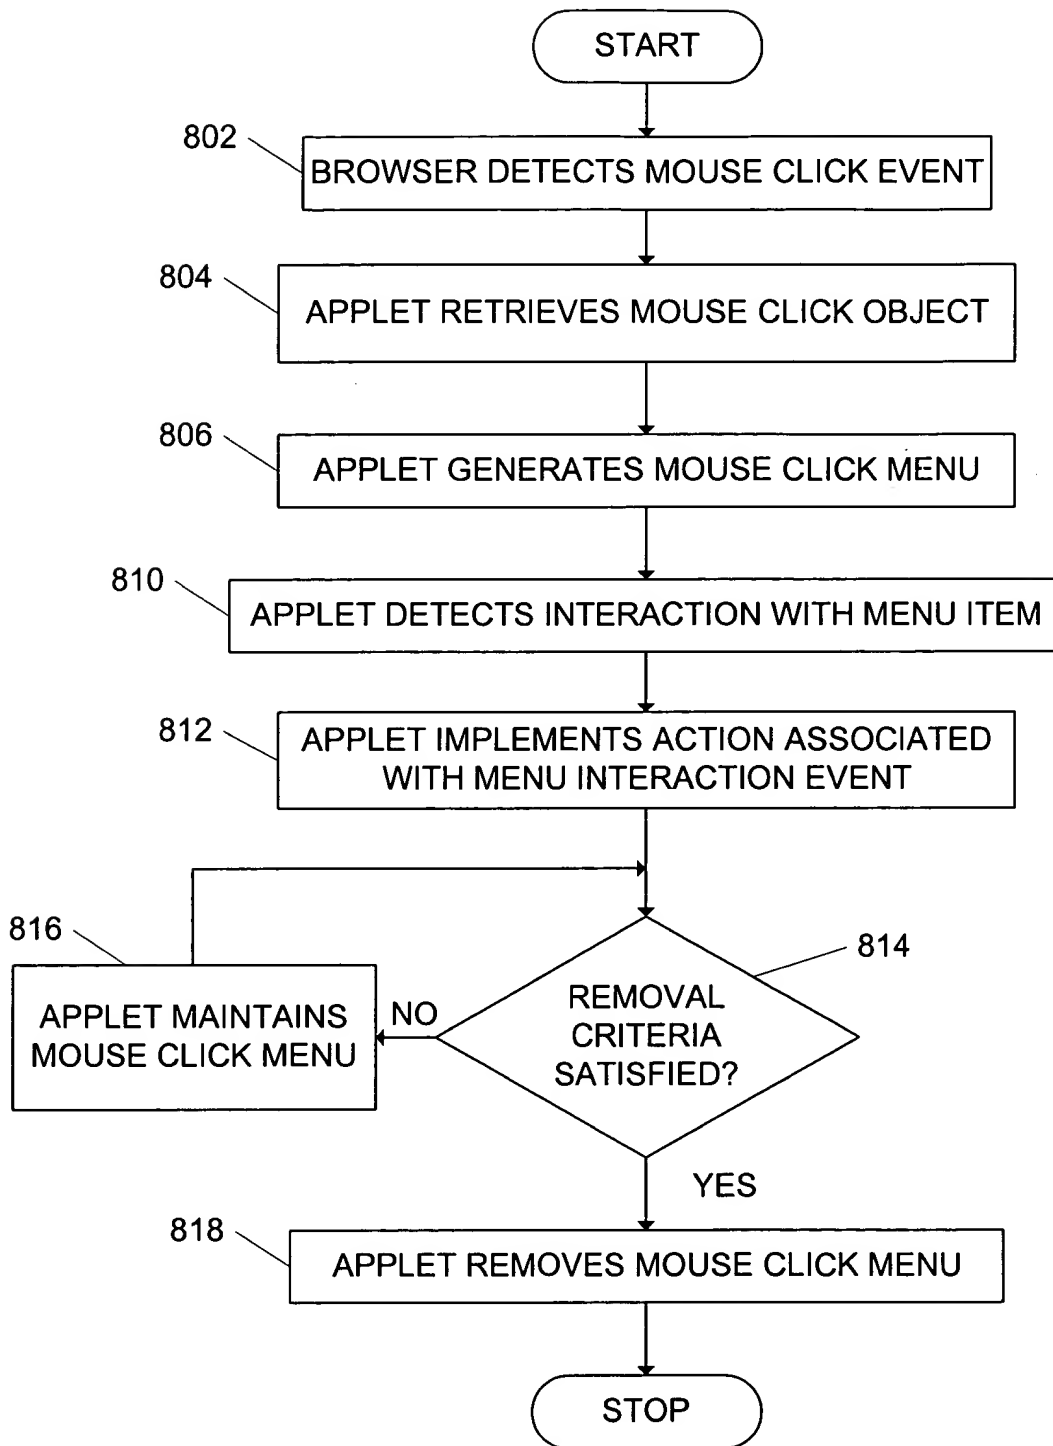 START
802
BROWSER DETECTS MOUSE CLICK EVENT
804
APPLET RETRIEVES MOUSE CLICK OBJECT
806
APPLET GENERATES MOUSE CLICK MENU
810
APPLET DETECTS INTERACTION WITH MENU ITEM
812
APPLET IMPLEMENTS ACTION ASSOCIATED
WITH MENU INTERACTION EVENT
816
APPLET MAINTAINS
MOUSE CLICK MENU
NO
814
REMOVAL
CRITERIA
SATISFIED?
YES
818
APPLET REMOVES MOUSE CLICK MENU
STOP